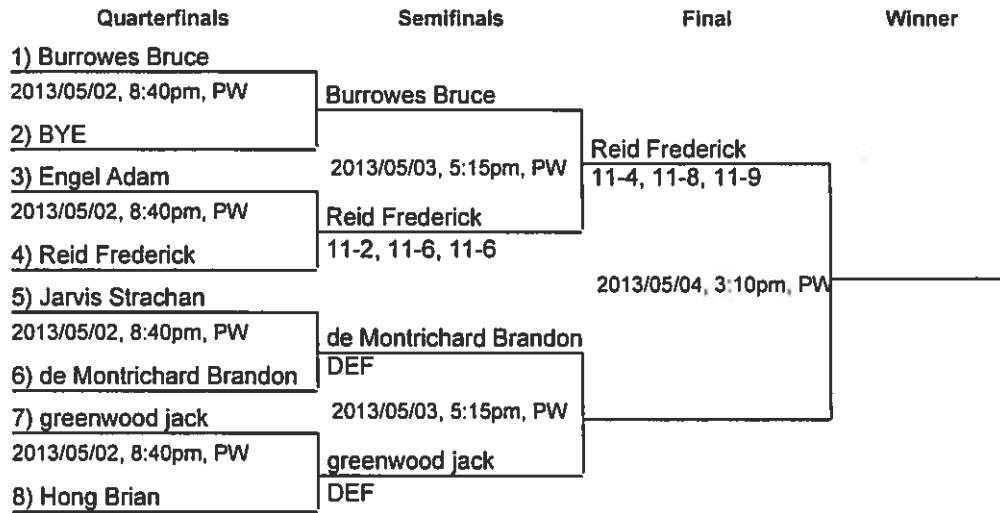 Quarterfinals Semifinals Final Winner
1) Burrowes Bruce
2013/05/02, 8:40pm, PW
Burrowes Bruce
2) BYE
2013/05/03, 5:15pm, PW
Reid Frederick
11-4, 11-8, 11-9
3) Engel Adam
2013/05/02, 8:40pm, PW
Reid Frederick
11-2, 11-6, 11-6
4) Reid Frederick
2013/05/04, 3:10pm, PW
5) Jarvis Strachan
2013/05/02, 8:40pm, PW
de Montrichard Brandon
DEF
6) de Montrichard Brandon
2013/05/03, 5:15pm, PW
7) greenwood jack
2013/05/02, 8:40pm, PW
greenwood jack
DEF
8) Hong Brian